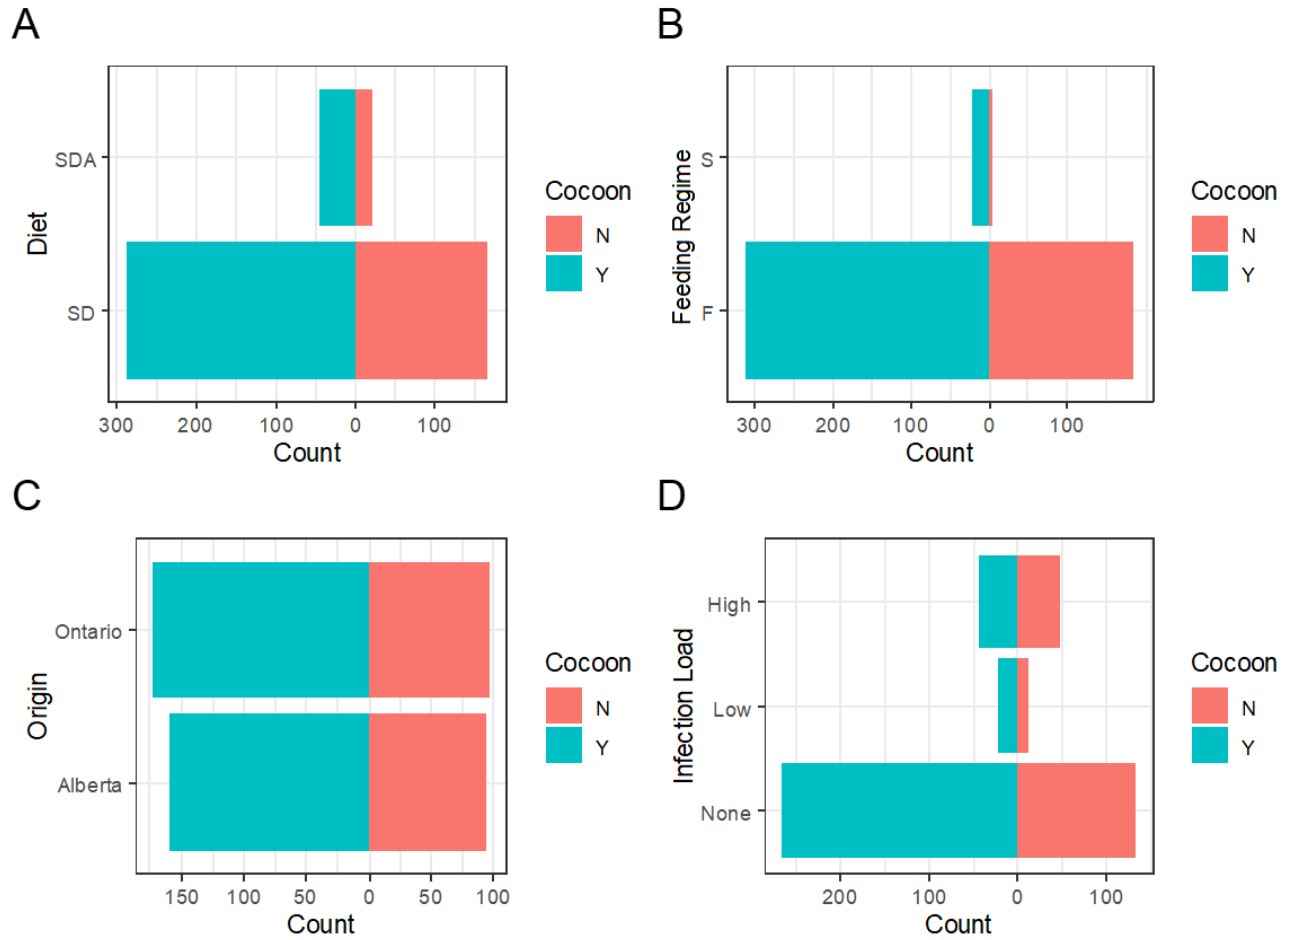 A
Diet
SDA
SD
300 200 100 0 100
Count
Cocoon
N
Y
B
Feeding Regime
S
F
300 200 100 0 100
Count
Cocoon
N
Y
C
Origin
Ontario
Alberta
150 100 50 0 50 100
Count
Cocoon
N
Y
D
Infection Load
High
Low
None
200 100 0 100
Count
Cocoon
N
Y